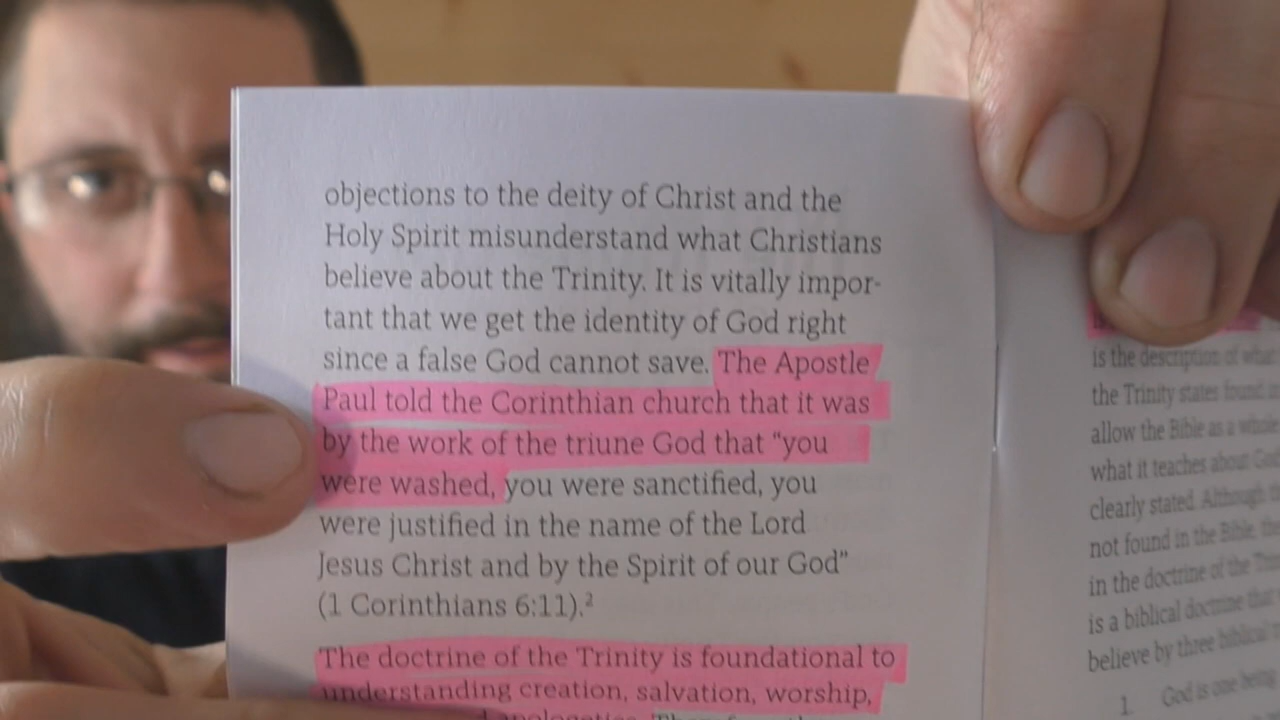 objections to the deity of Christ and the
Holy Spirit misunderstand what Christians
believe about the Trinity. It is vitally impor-
tant that we get the identity of God right
since a false God cannot save. The Apostle
Paul told the Corinthian church that it was
by the work of the triune God that “you
were washed, you were sanctified, you
were justified in the name of the Lord
Jesus Christ and by the Spirit of our God”
(1 Corinthians 6:11).²
The doctrine of the Trinity is foundational to
understanding creation, salvation, worship,
is the description of what
the Trinity states found
allow the Bible as a whole
what it teaches about God
clearly stated. Although
not found in the Bible, the
in the doctrine of the
is a biblical doctrine that
believe by three biblical
1. God is one being